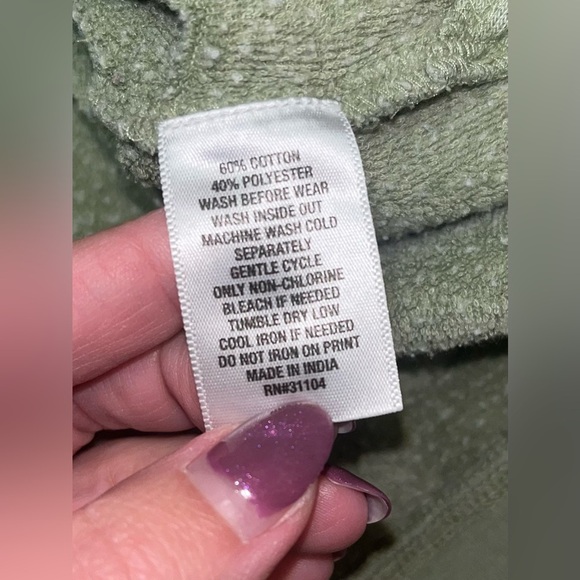 60% COTTON
40% POLYESTER
WASH BEFORE WEAR
WASH INSIDE OUT
MACHINE WASH COLD
SEPARATELY
GENTLE CYCLE
ONLY NON-CHLORINE
BLEACH IF NEEDED
TUMBLE DRY LOW
COOL IRON IF NEEDED
DO NOT IRON ON PRINT
MADE IN INDIA
RN#31104